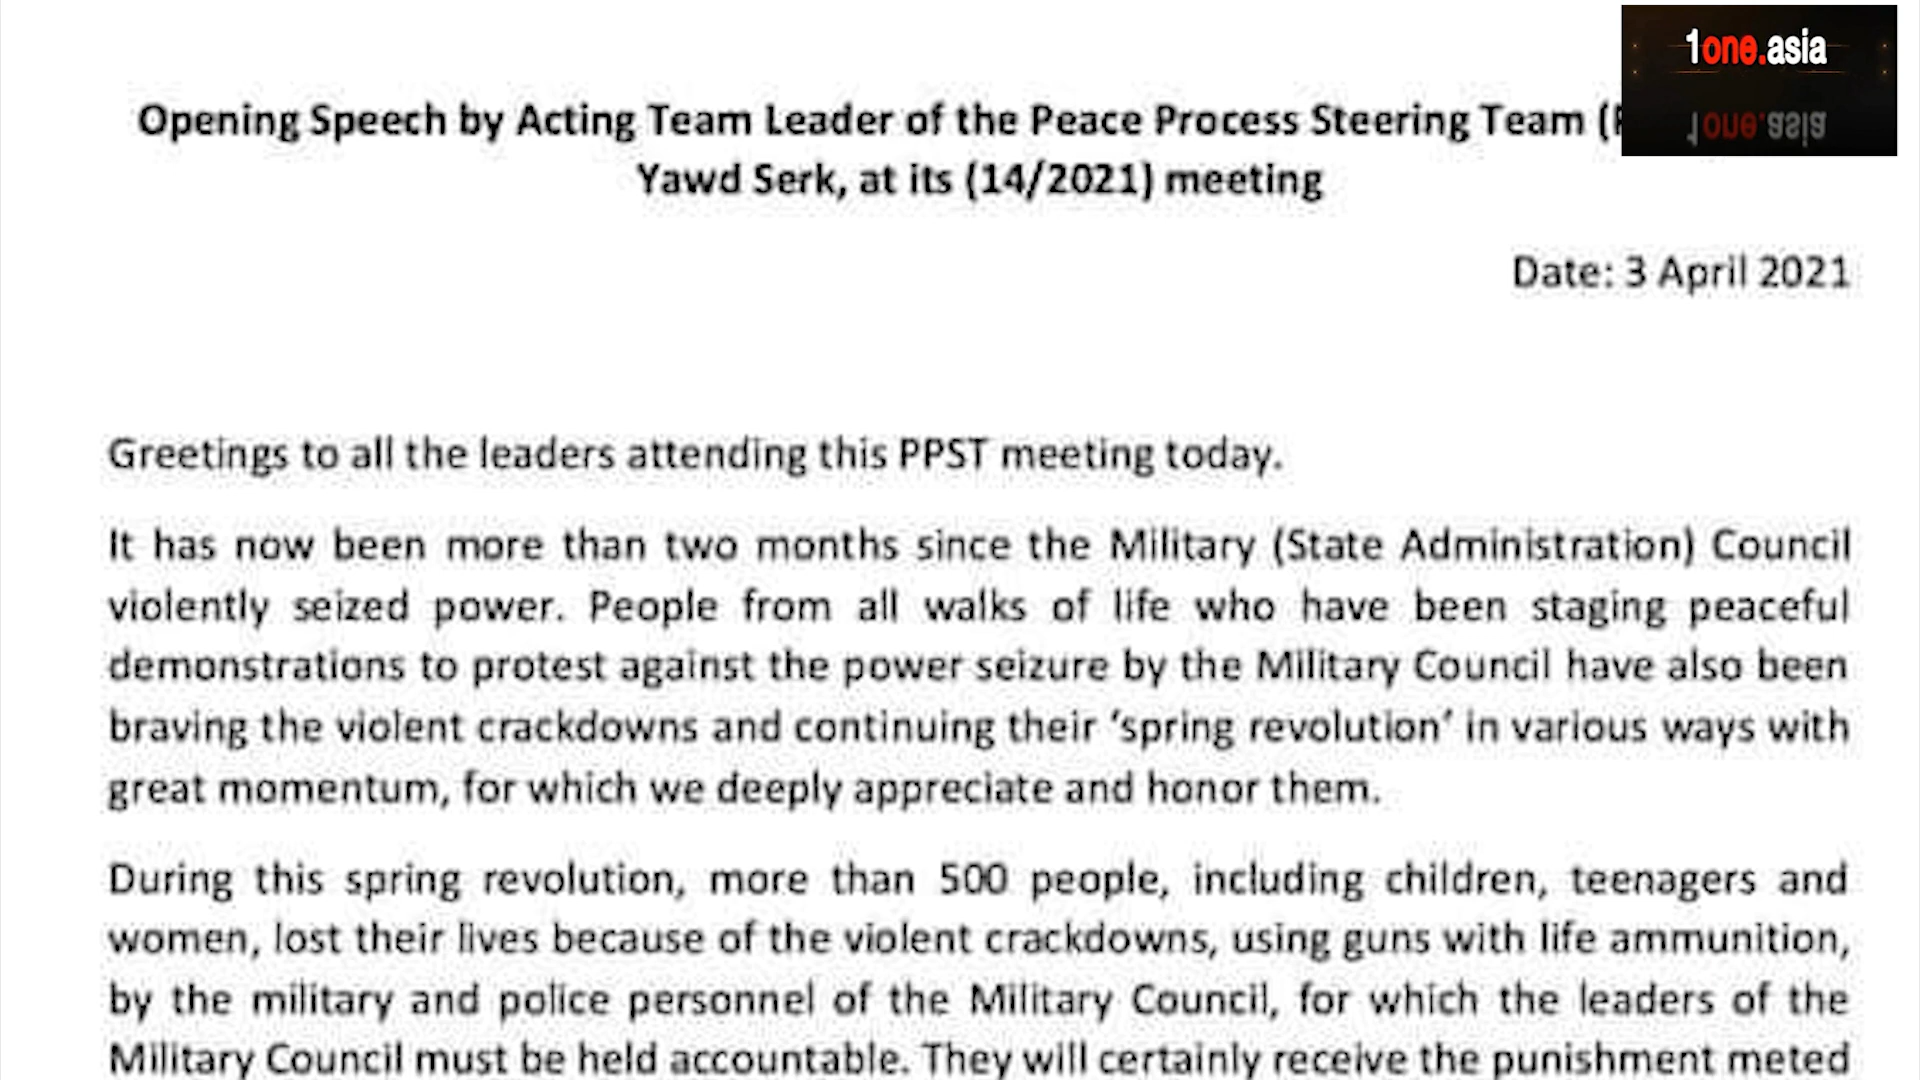 1one.asia
Opening Speech by Acting Team Leader of the Peace Process Steering Team (
Yawd Serk, at its (14/2021) meeting
Date: 3 April 2021
Greetings to all the leaders attending this PPST meeting today.
It has now been more than two months since the Military (State Administration) Council
violently seized power. People from all walks of life who have been staging peaceful
demonstrations to protest against the power seizure by the Military Council have also been
braving the violent crackdowns and continuing their ‘spring revolution’ in various ways with
great momentum, for which we deeply appreciate and honor them.
During this spring revolution, more than 500 people, including children, teenagers and
women, lost their lives because of the violent crackdowns, using guns with life ammunition,
by the military and police personnel of the Military Council, for which the leaders of the
Military Council must be held accountable. They will certainly receive the punishment meted